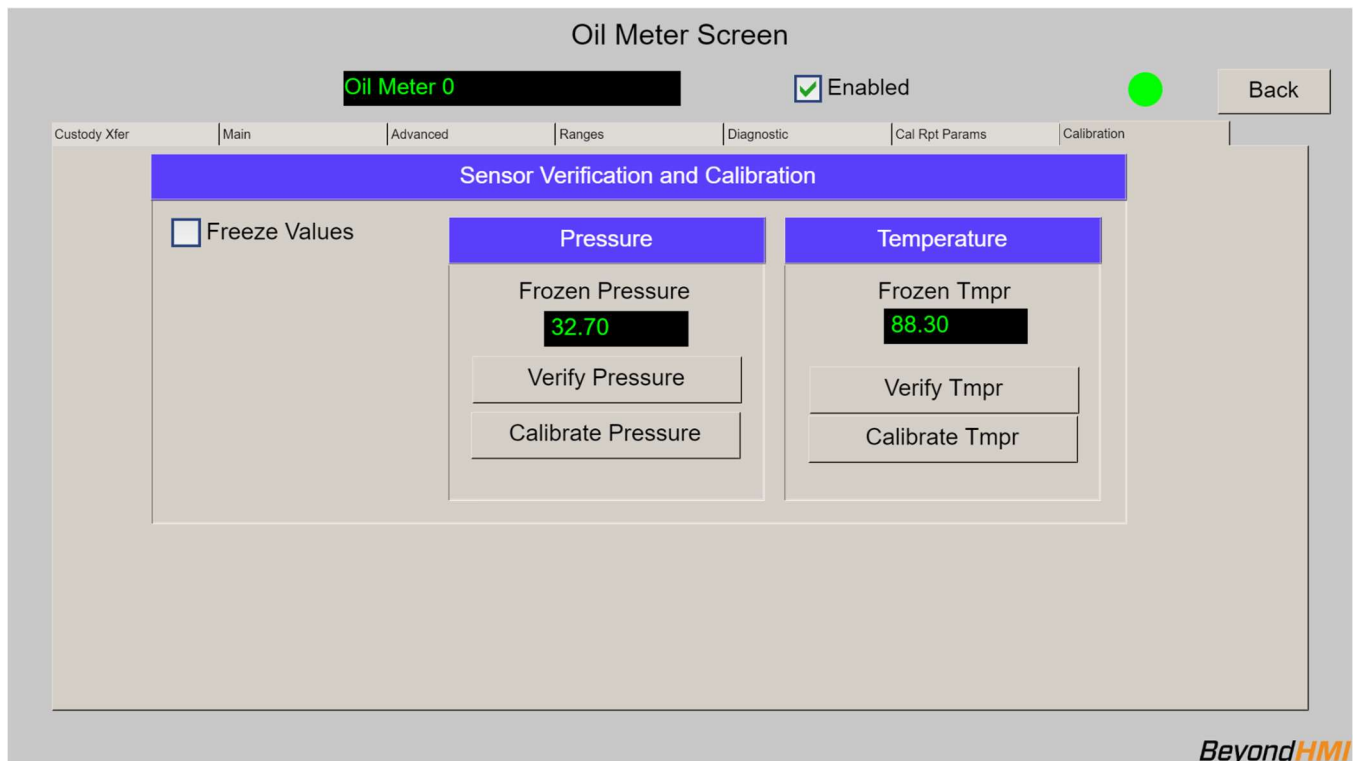 Oil Meter Screen
Oil Meter 0 Enabled Back
Custody Xfer Main Advanced Ranges Diagnostic Cal Rpt Params Calibration
Sensor Verification and Calibration
Freeze Values Pressure Temperature
Frozen Pressure Frozen Tmpr
32.70 88.30
Verify Pressure Verify Tmpr
Calibrate Pressure Calibrate Tmpr
BeyondHMI